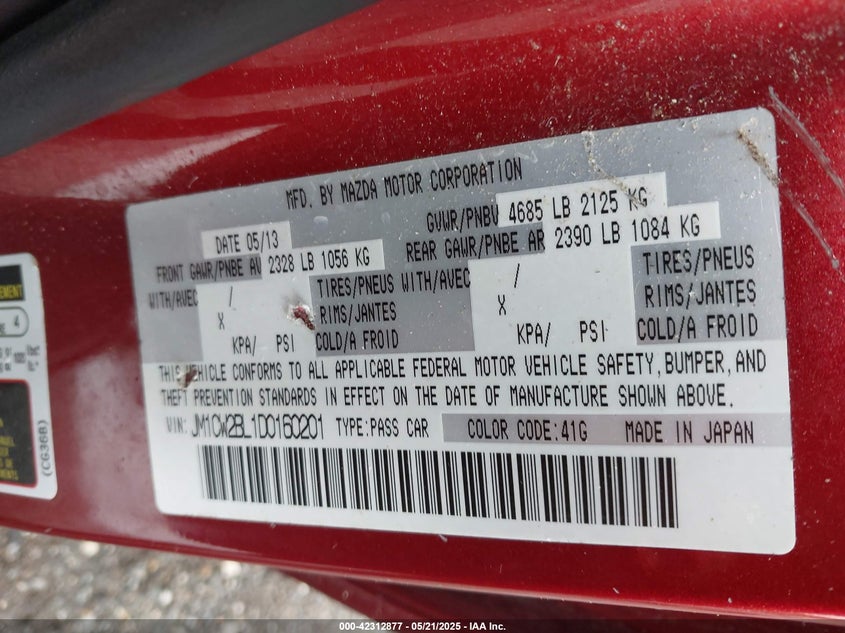 MFD. BY MAZDA MOTOR CORPORATION
DATE 05/13
GVWR/PNBV 4685 LB 2125 KG
FRONT GAWR/PNBE AV 2328 LB 1056 KG
REAR GAWR/PNBE AR 2390 LB 1084 KG
WITH/AVEC / TIRES/PNEUS WITH/AVEC / TIRES/PNEUS
X RIMS/JANTES X RIMS/JANTES
KPA/ PSI COLD/A FROID KPA/ PSI COLD/A FROID
THIS VEHICLE CONFORMS TO ALL APPLICABLE FEDERAL MOTOR VEHICLE SAFETY, BUMPER, AND
THEFT PREVENTION STANDARDS IN EFFECT ON THE DATE OF MANUFACTURE SHOWN ABOVE.
VIN: JM1CW2BL1D0160201 TYPE:PASS CAR COLOR CODE:41G MADE IN JAPAN
(CG36B)
000-42312877 - 05/21/2025 - IAA Inc.